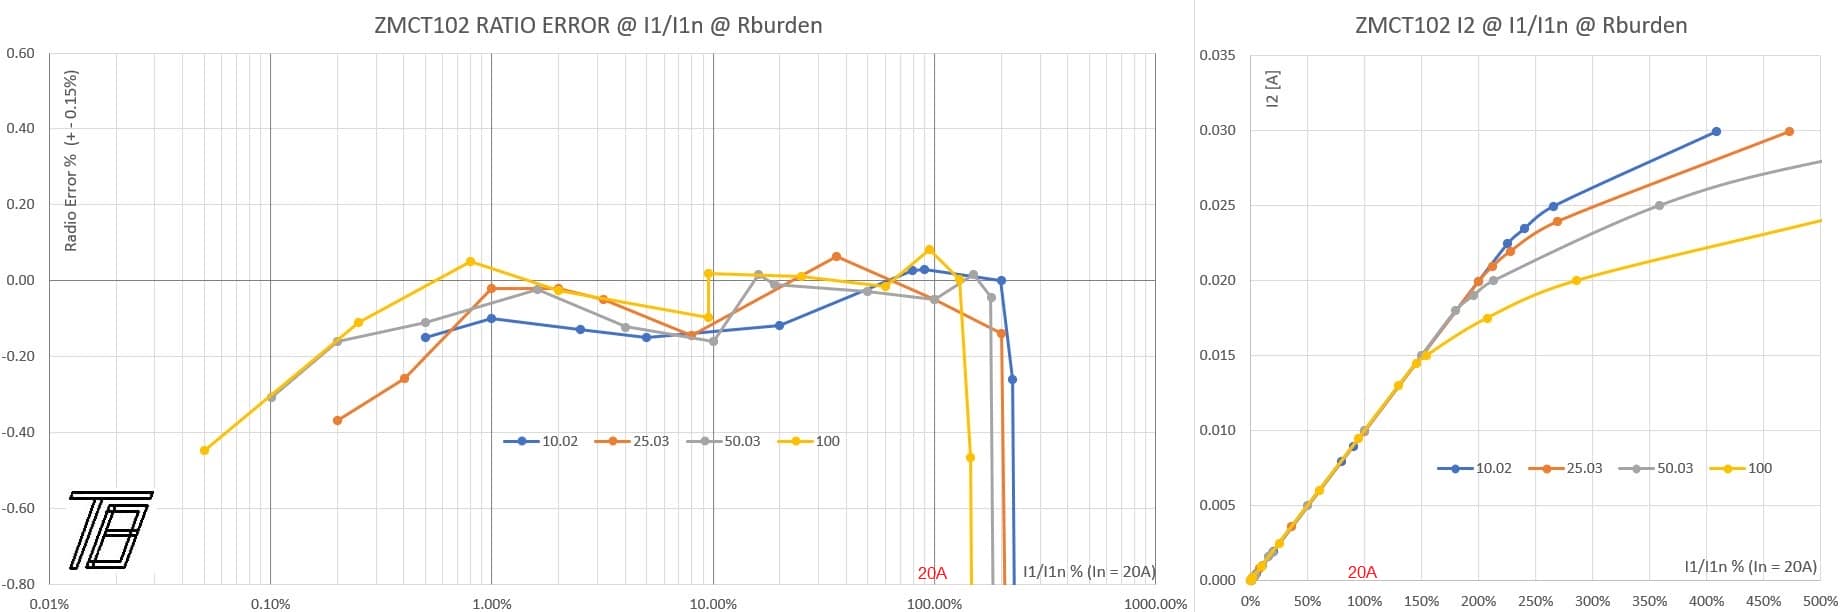 ZMCT102 RATIO ERROR @ I1/I1n @ Rburden
0.60
0.40
0.20
0.00
-0.20
-0.40
-0.60
-0.80
Radio Error % (+ - 0.15%)
10.02 25.03 50.03 100
TB
20A
I1/I1n % (In = 20A)
0.01% 0.10% 1.00% 10.00% 100.00% 1000.00%
ZMCT102 I2 @ I1/I1n @ Rburden
0.035
0.030
0.025
0.020
0.015
0.010
0.005
0.000
I2 [A]
10.02 25.03 50.03 100
20A
I1/I1n % (In = 20A)
0% 50% 100% 150% 200% 250% 300% 350% 400% 450% 500%